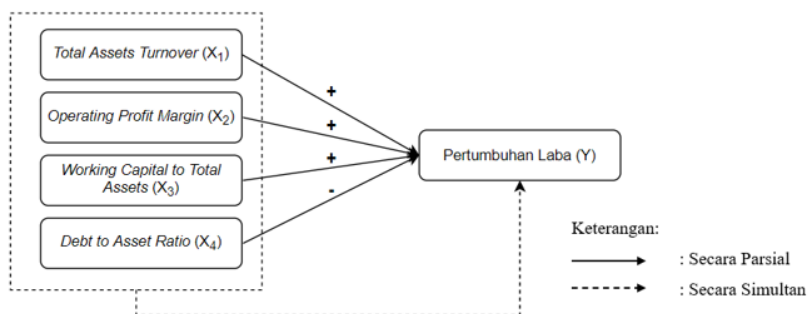 Total Assets Turnover (X1)
+
Operating Profit Margin (X2)
+
Working Capital to Total
Assets (X3)
+
Pertumbuhan Laba (Y)
-
Debt to Asset Ratio (X4)
Keterangan:
: Secara Parsial
: Secara Simultan